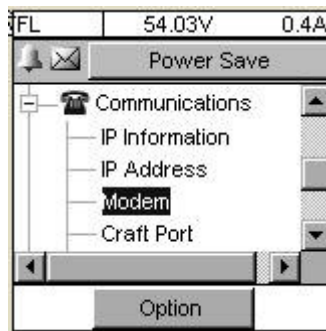 FL 54.03V 0.4A
Power Save
Communications
IP Information
IP Address
Modem
Craft Port
Option